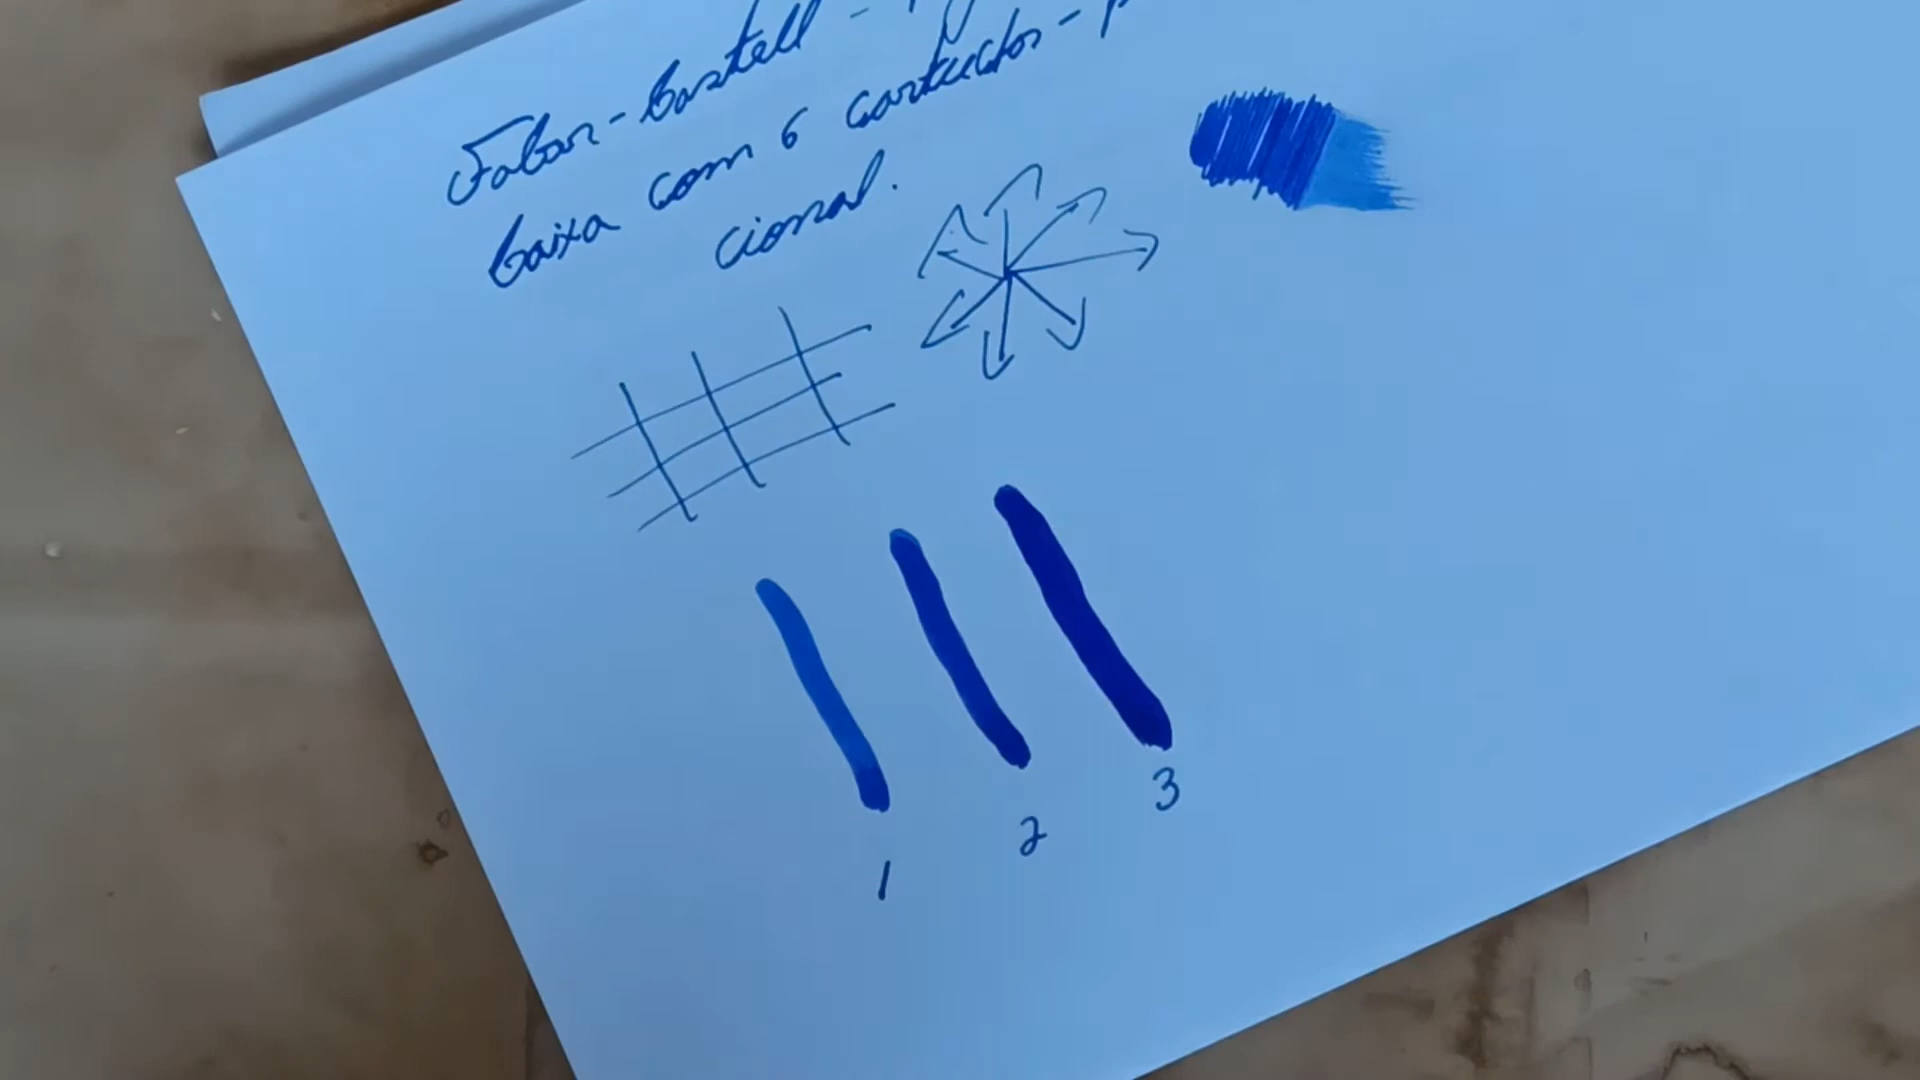 Faber-Castell -
Caixa com 6 cartuchos -
cional.
1 2 3